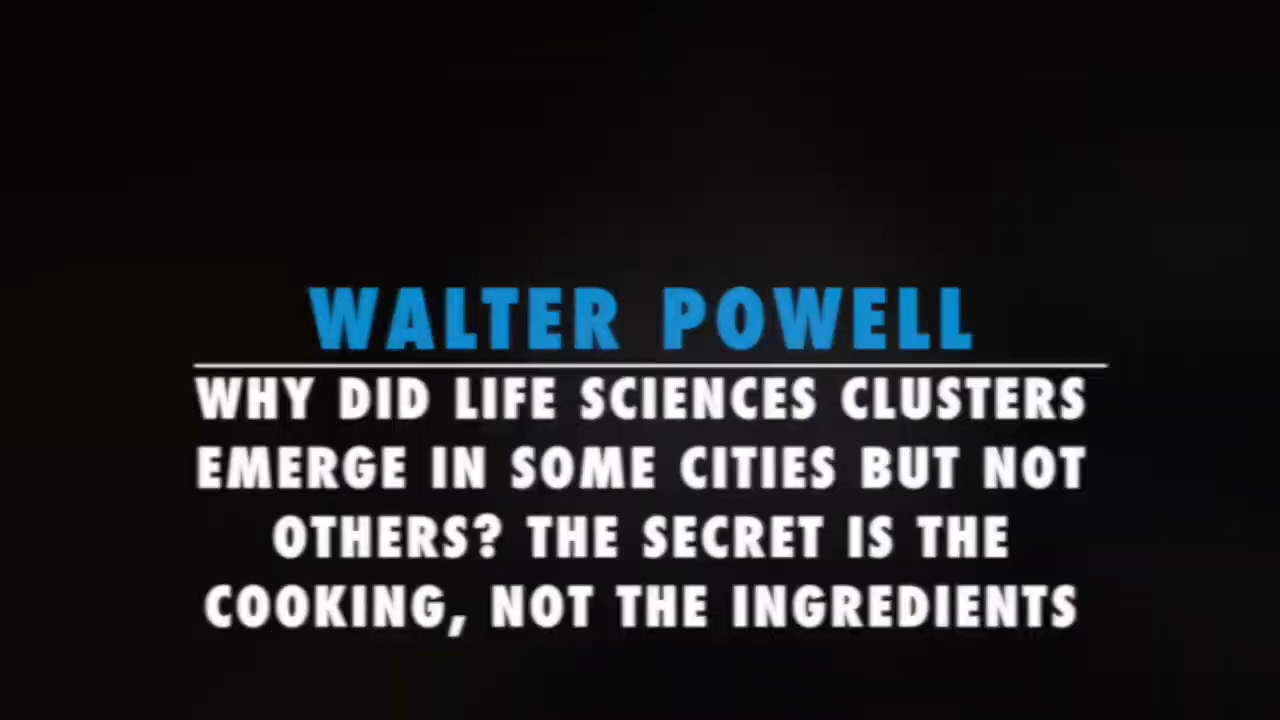 WALTER POWELL
WHY DID LIFE SCIENCES CLUSTERS
EMERGE IN SOME CITIES BUT NOT
OTHERS? THE SECRET IS THE
COOKING, NOT THE INGREDIENTS